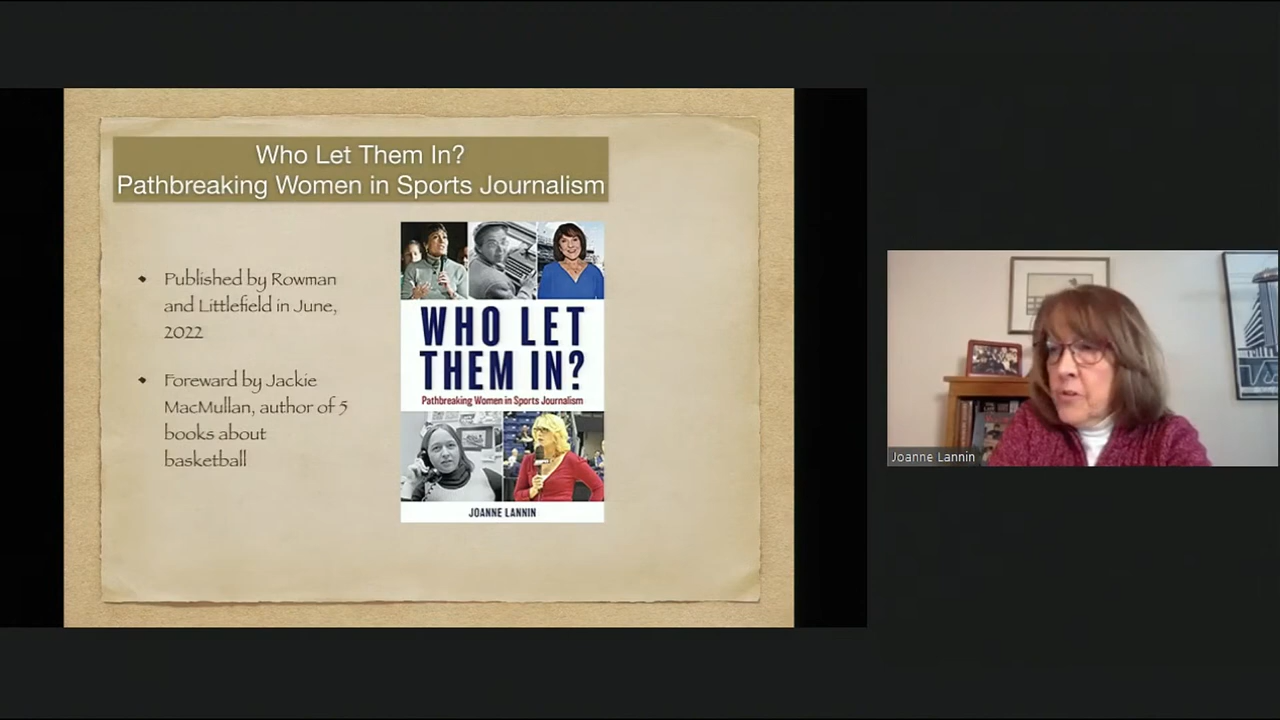 Who Let Them In?
Pathbreaking Women in Sports Journalism
Published by Rowman
and Littlefield in June,
2022
Foreward by Jackie
MacMullan, author of 5
books about
basketball
WHO LET
THEM IN?
Pathbreaking Women in Sports Journalism
JOANNE LANNIN
Joanne Lannin